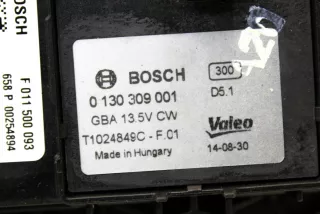 BOSCH
F 011 500 093
658 P 00254894
BOSCH
300
0 130 309 001
D5.1
GBA 13.5V CW
T1024849C - F.01
Valeo
Made in Hungary
14-08-30